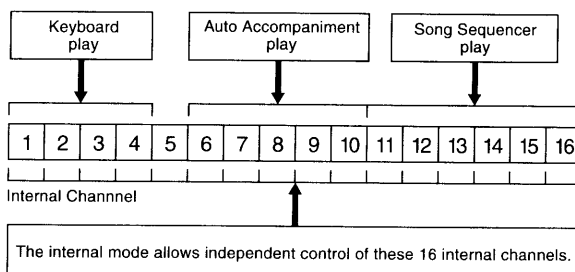 Keyboard
play
Auto Accompaniment
play
Song Sequencer
play
1 2 3 4 5 6 7 8 9 10 11 12 13 14 15 16
Internal Channnel
The internal mode allows independent control of these 16 internal channels.